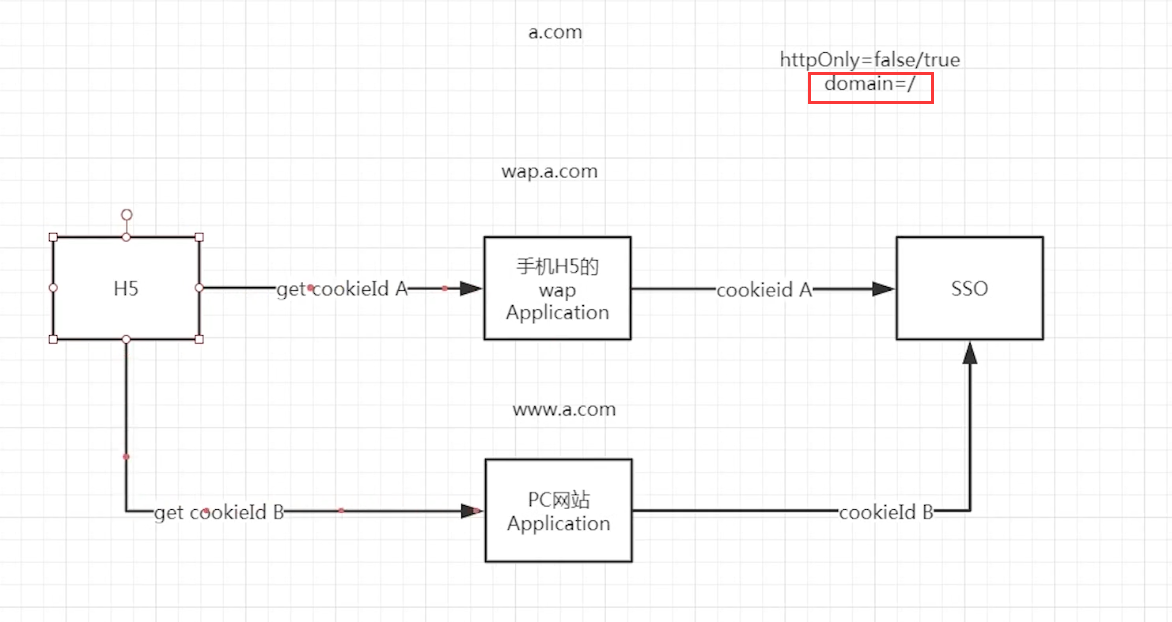 a.com
httpOnly=false/true
domain=/
wap.a.com
H5
get cookieId A
手机H5的
wap
Application
cookieid A
SSO
www.a.com
get cookieId B
PC网站
Application
cookieId B